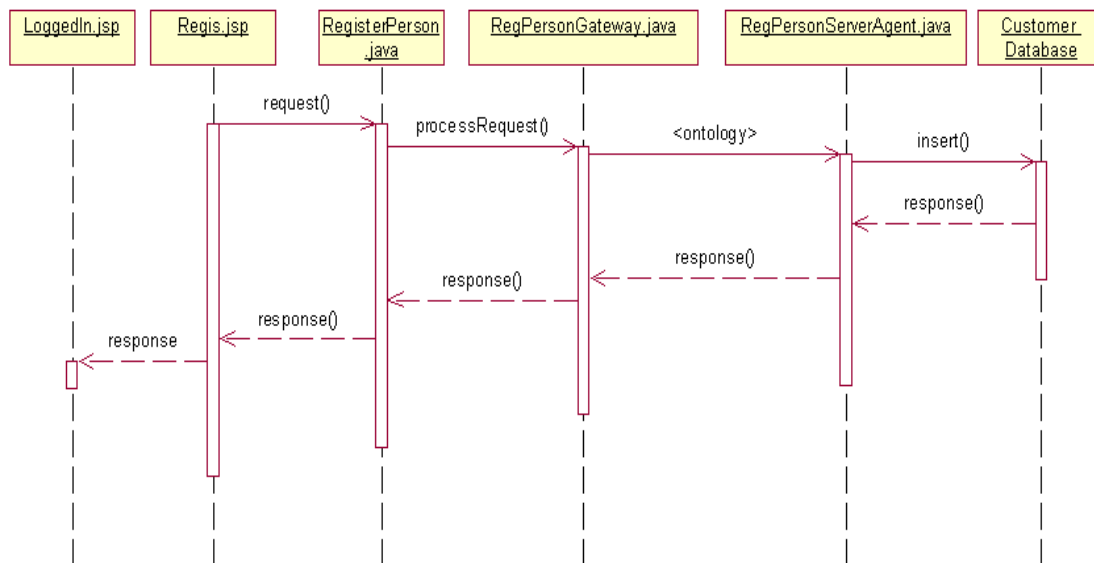 LoggedIn.jsp
Regis.jsp
RegisterPerson
.java
RegPersonGateway.java
RegPersonServerAgent.java
Customer
Database
request()
processRequest()
<ontology>
insert()
response()
response()
response()
response()
response